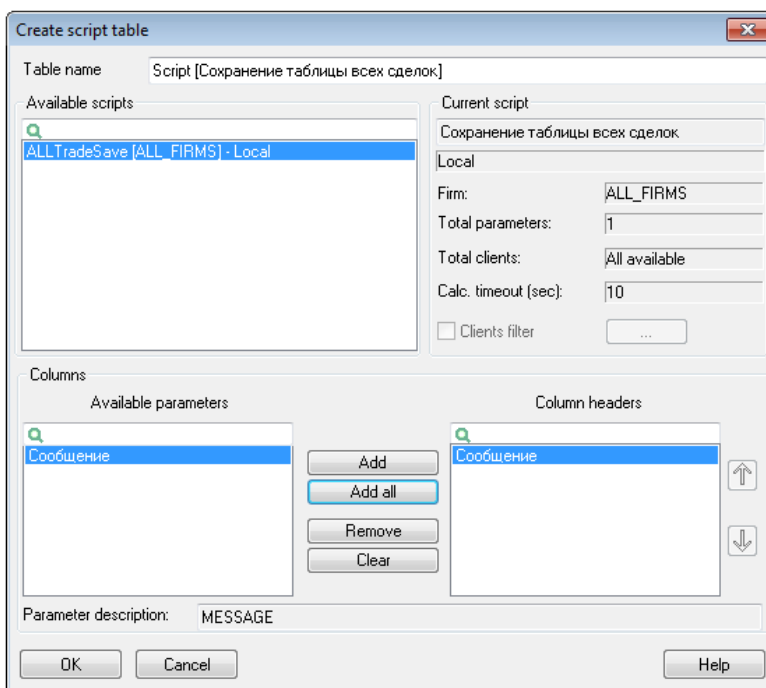 Create script table
Table name Script [Сохранение таблицы всех сделок]
Available scripts
ALLTradeSave [ALL_FIRMS] - Local
Current script
Сохранение таблицы всех сделок
Local
Firm: ALL_FIRMS
Total parameters: 1
Total clients: All available
Calc. timeout (sec): 10
Clients filter ...
Columns
Available parameters
Сообщение
Add
Add all
Remove
Clear
Column headers
Сообщение
Parameter description: MESSAGE
OK Cancel Help